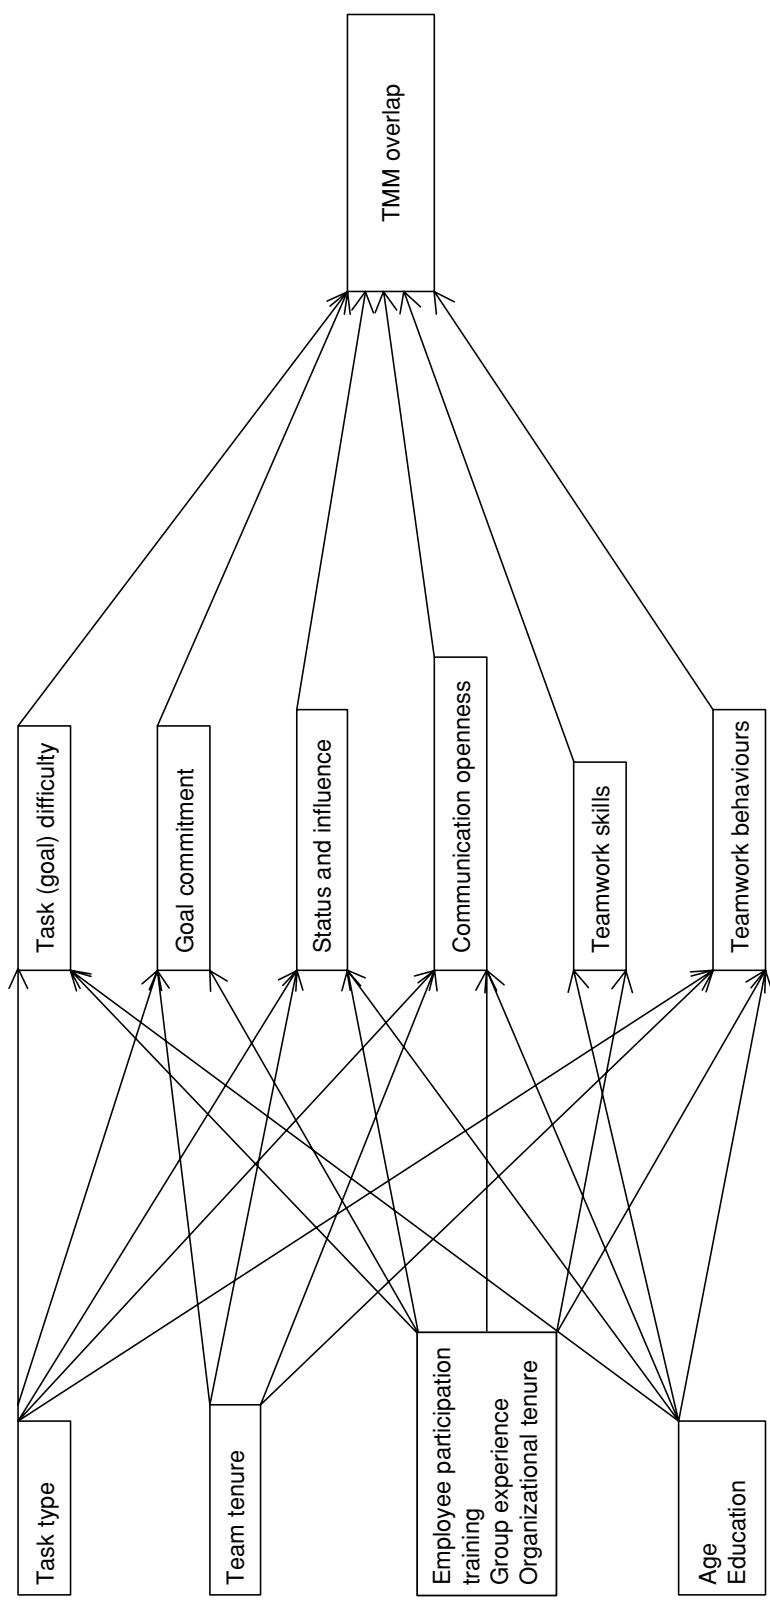 Task type
Team tenure
Employee participation
training
Group experience
Organizational tenure
Age
Education
Task (goal) difficulty
Goal commitment
Status and influence
Communication openness
Teamwork skills
Teamwork behaviours
TMM overlap